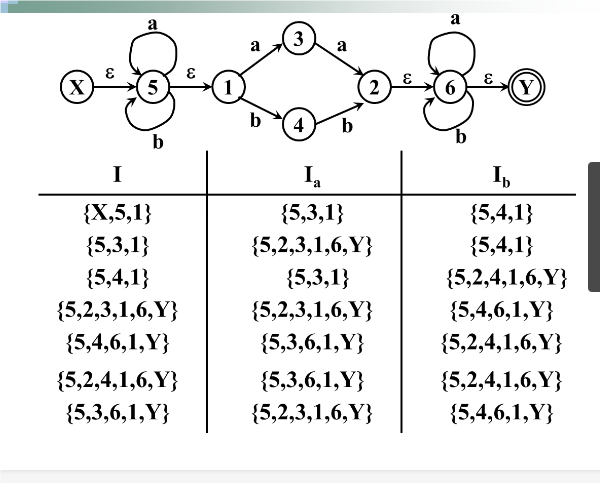 a a
a 3 a
X ε 5 ε 1 2 ε 6 ε Y
b 4 b
b b
I Iₐ I_b
{X,5,1} {5,3,1} {5,4,1}
{5,3,1} {5,2,3,1,6,Y} {5,4,1}
{5,4,1} {5,3,1} {5,2,4,1,6,Y}
{5,2,3,1,6,Y} {5,2,3,1,6,Y} {5,4,6,1,Y}
{5,4,6,1,Y} {5,3,6,1,Y} {5,2,4,1,6,Y}
{5,2,4,1,6,Y} {5,3,6,1,Y} {5,2,4,1,6,Y}
{5,3,6,1,Y} {5,2,3,1,6,Y} {5,4,6,1,Y}